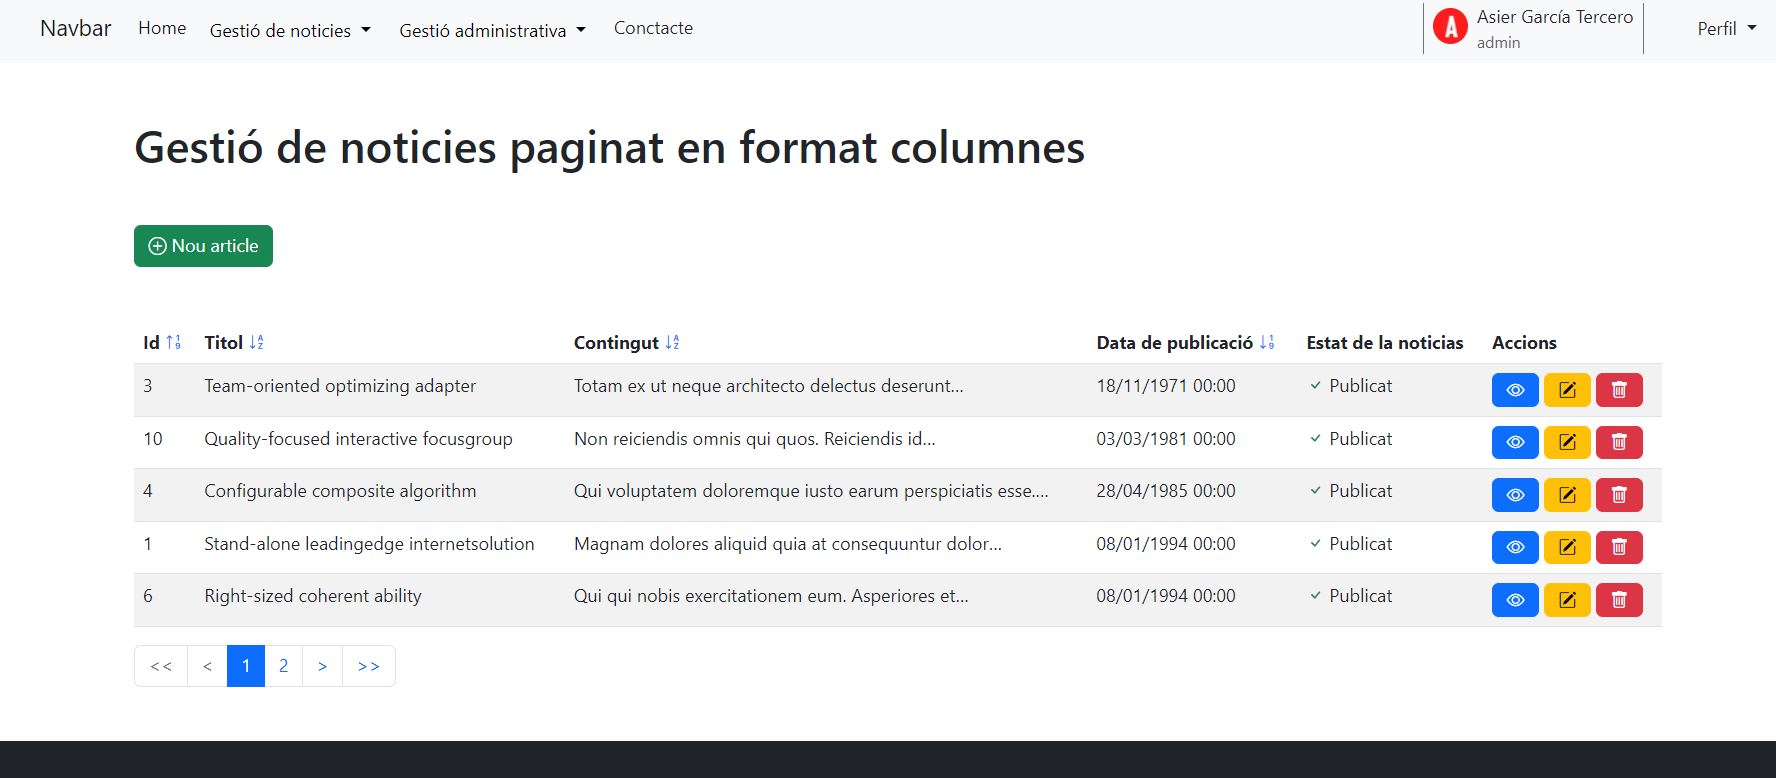 Navbar Home Gestió de noticies Gestió administrativa Conctacte A Asier García Tercero Perfil
admin
Gestió de noticies paginat en format columnes
Nou article
Id Titol Contingut Data de publicació Estat de la noticias Accions
3 Team-oriented optimizing adapter Totam ex ut neque architecto delectus deserunt... 18/11/1971 00:00 Publicat
10 Quality-focused interactive focusgroup Non reiciendis omnis qui quos. Reiciendis id... 03/03/1981 00:00 Publicat
4 Configurable composite algorithm Qui voluptatem doloremque iusto earum perspiciatis esse.... 28/04/1985 00:00 Publicat
1 Stand-alone leadingedge internetsolution Magnam dolores aliquid quia at consequuntur dolor... 08/01/1994 00:00 Publicat
6 Right-sized coherent ability Qui qui nobis exercitationem eum. Asperiores et... 08/01/1994 00:00 Publicat
<< < 1 2 > >>